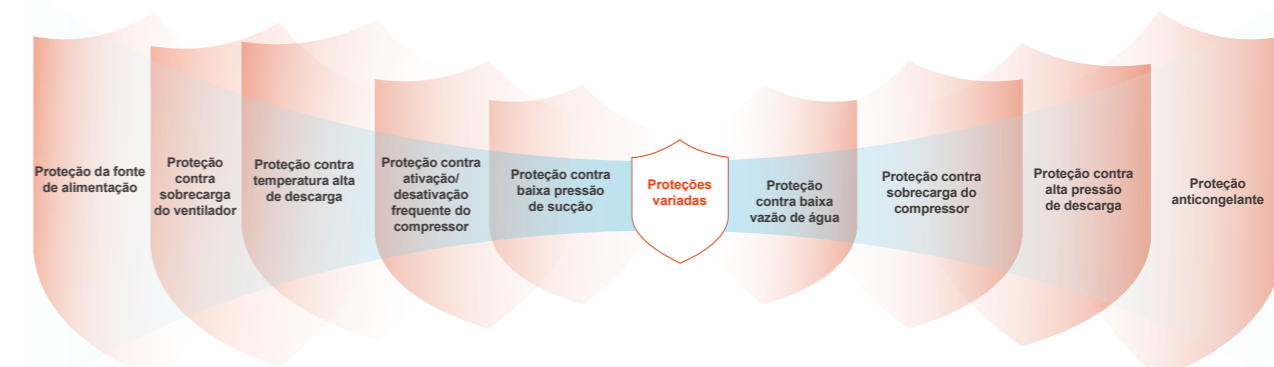 Proteção da fonte
de alimentação
Proteção
contra
sobrecarga
do ventilador
Proteção contra
temperatura alta
de descarga
Proteção contra
ativação/
desativação
frequente do
compressor
Proteção contra
baixa pressão
de sucção
Proteções
variadas
Proteção
contra baixa
vazão de água
Proteção contra
sobrecarga do
compressor
Proteção contra
alta pressão
de descarga
Proteção
anticongelante